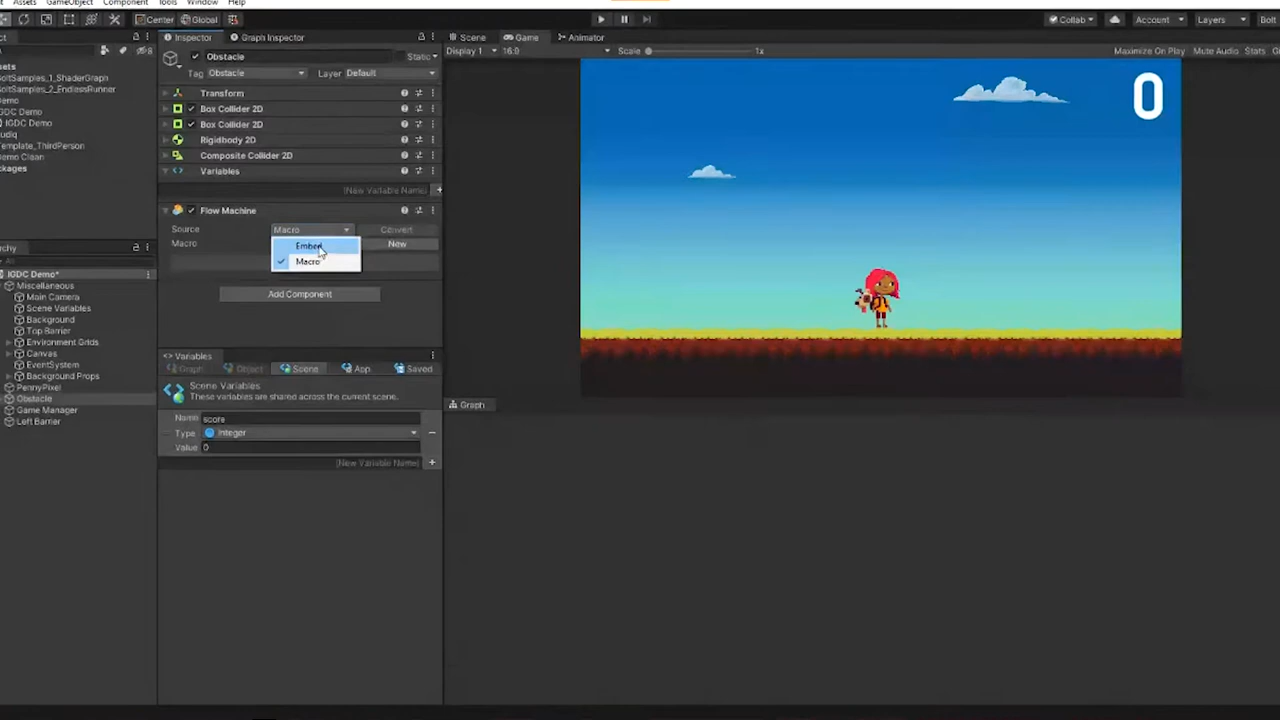 Assets GameObject Component Tools Window Help
Center Global Collab Account Layers
Inspector Graph Inspector
Obstacle Static
Tag Obstacle Layer Default
Transform
Box Collider 2D
Box Collider 2D
Rigidbody 2D
Composite Collider 2D
Variables
(New Variable Name)
Flow Machine
Source Macro Convert
Macro New
Embed
Macro
Add Component
Variables
Graph Object Scene App Saved
Scene Variables
These variables are shared across the current scene.
Name score
Type Integer
Value 0
(New Variable Name)
IGDC Demo*
Miscellaneous
Main Camera
Scene Variables
Background
Top Barrier
Environment Grids
Canvas
EventSystem
Background Props
PennyPixel
Obstacle
Game Manager
Left Barrier
IGDC Demo
Scene Game Animator
Display 1 16:9 Scale 1x Maximize On Play Mute Audio Stats
0
Graph